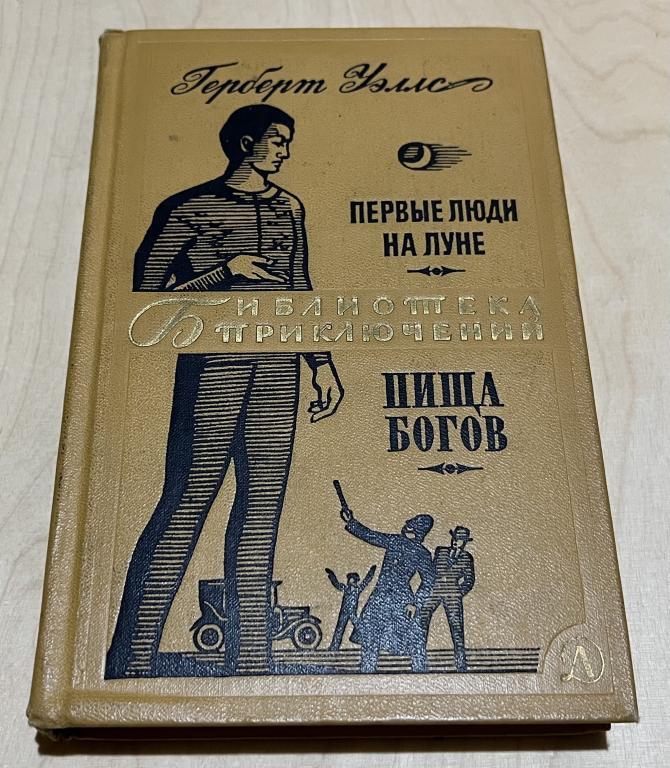 Герберт Уэллс
ПЕРВЫЕ ЛЮДИ
НА ЛУНЕ
БИБЛИОТЕКА
ПРИКЛЮЧЕНИЙ
ПИЩА
БОГОВ
Д